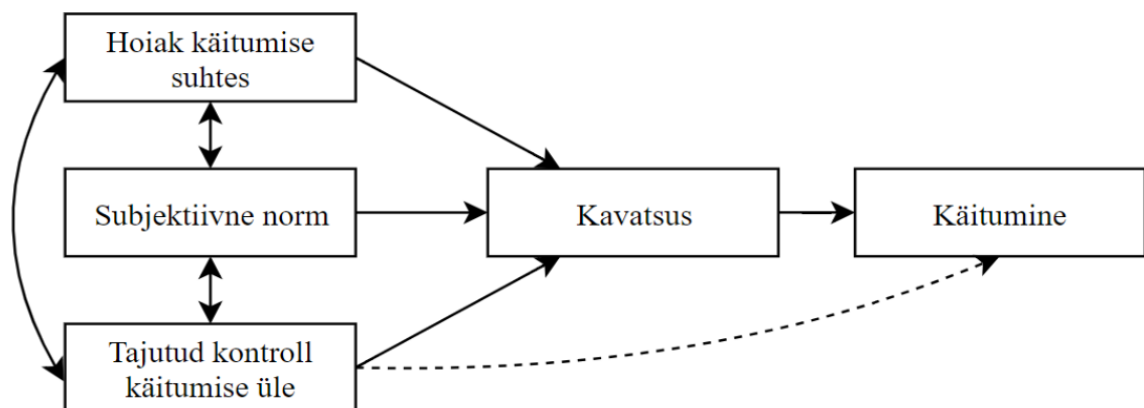 Hoiak käitumise
suhtes
Subjektiivne norm
Kavatsus
Käitumine
Tajutud kontroll
käitumise üle